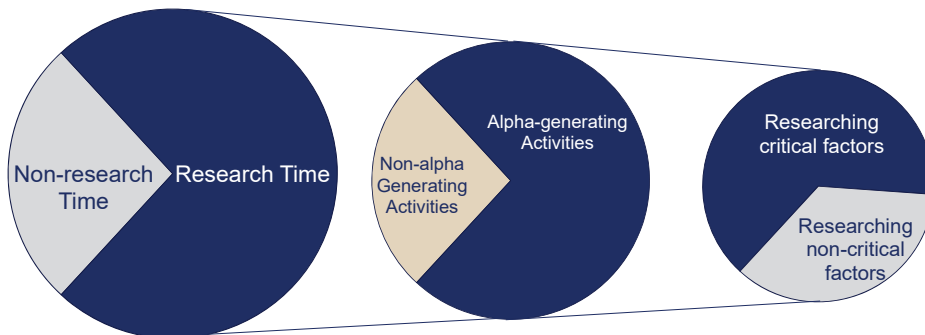 Non-research
Time
Research Time
Non-alpha
Generating
Activities
Alpha-generating
Activities
Researching
critical factors
Researching
non-critical
factors